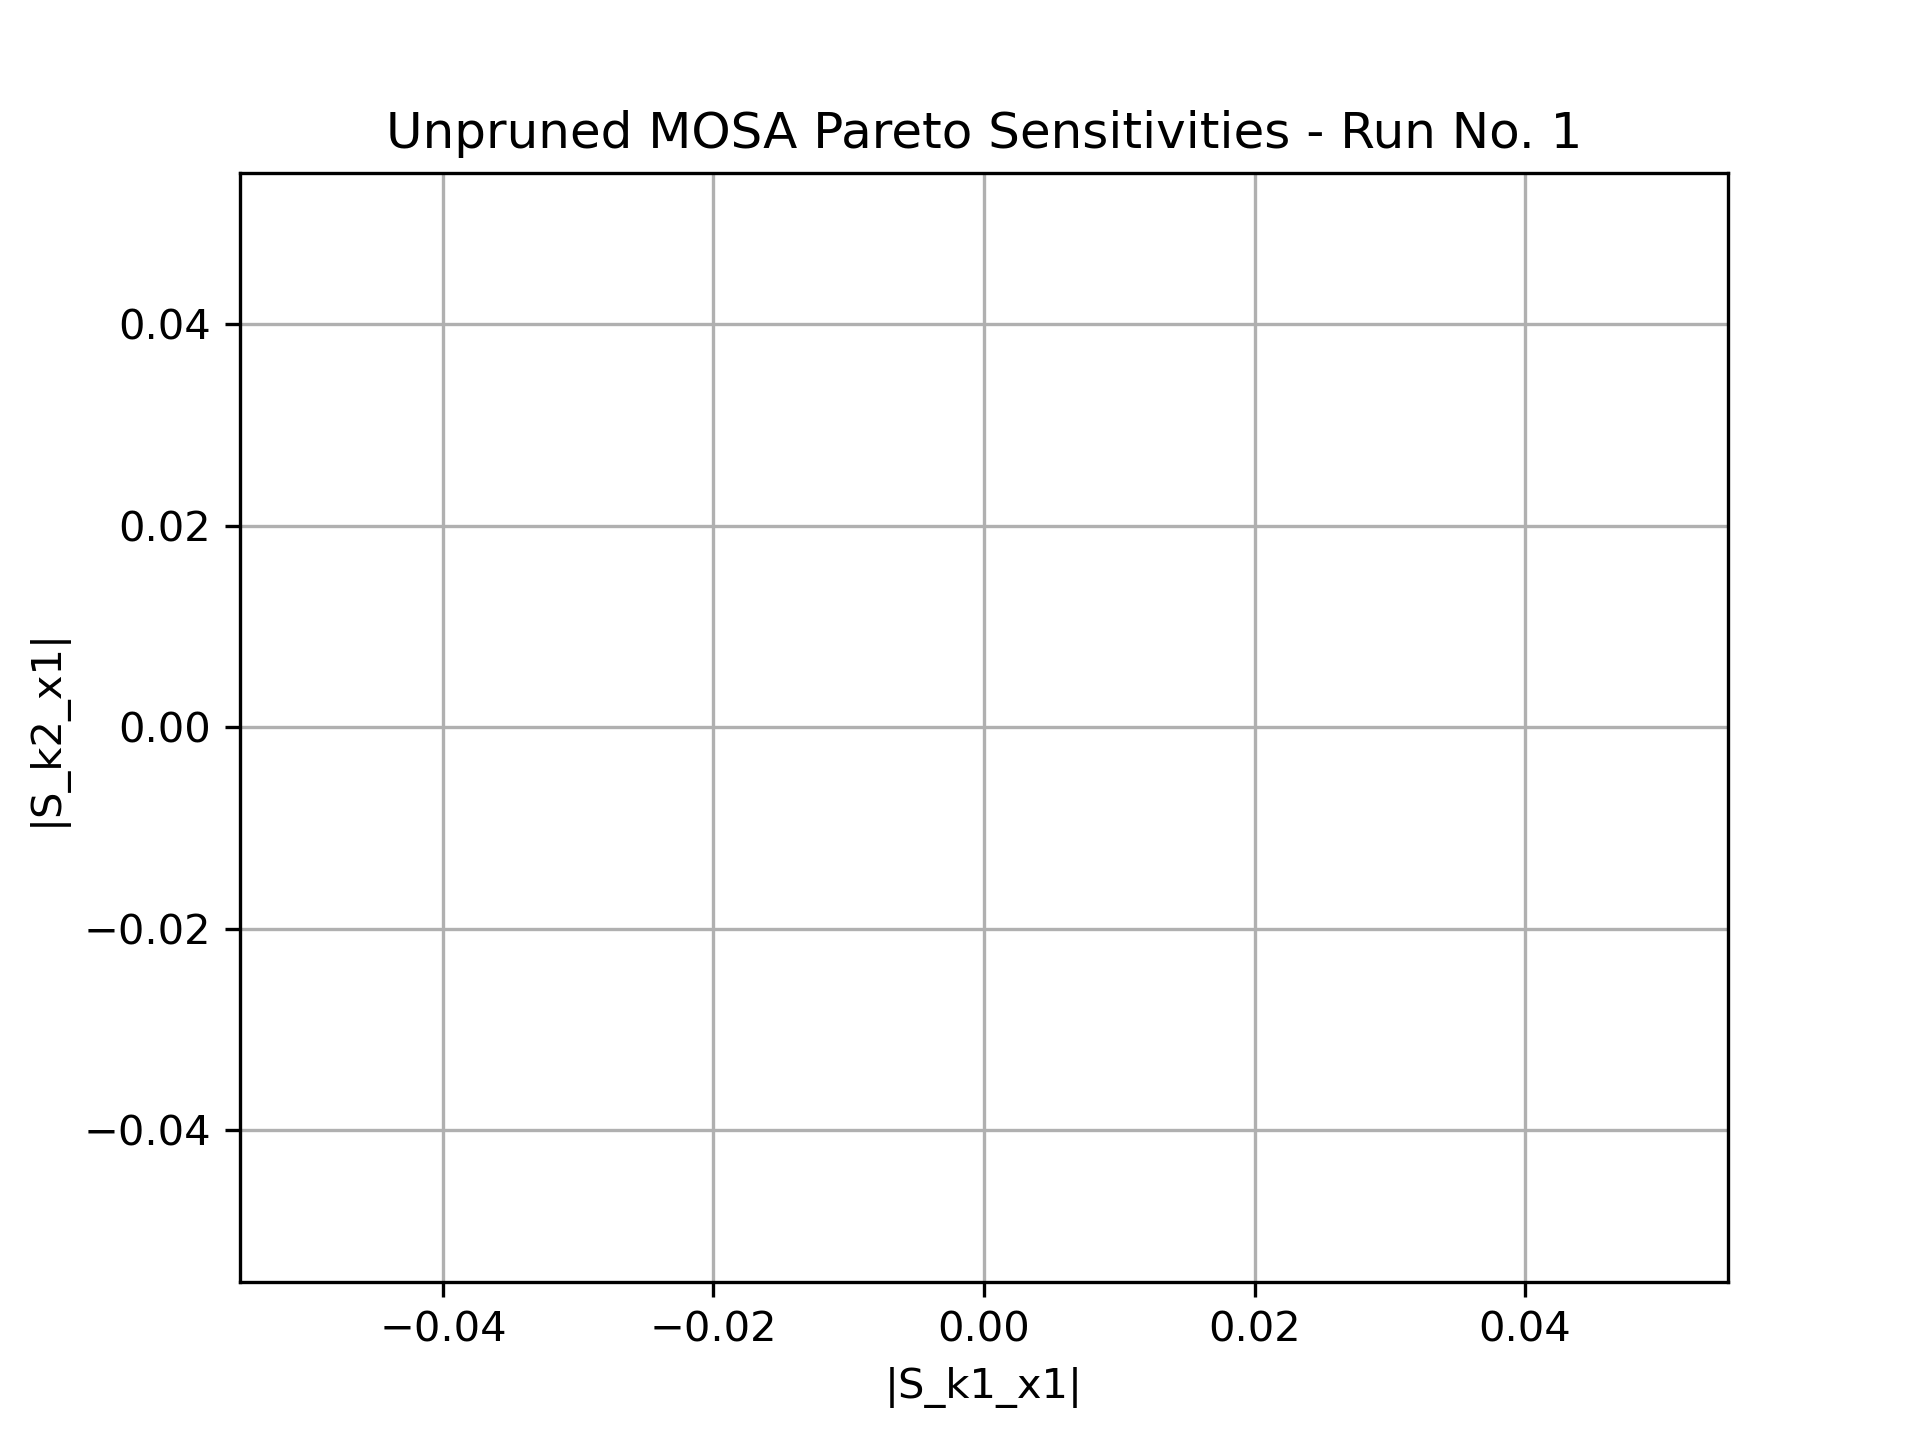 Unpruned MOSA Pareto Sensitivities - Run No. 1
|S_k2_x1|
0.04
0.02
0.00
−0.02
−0.04
−0.04 −0.02 0.00 0.02 0.04
|S_k1_x1|